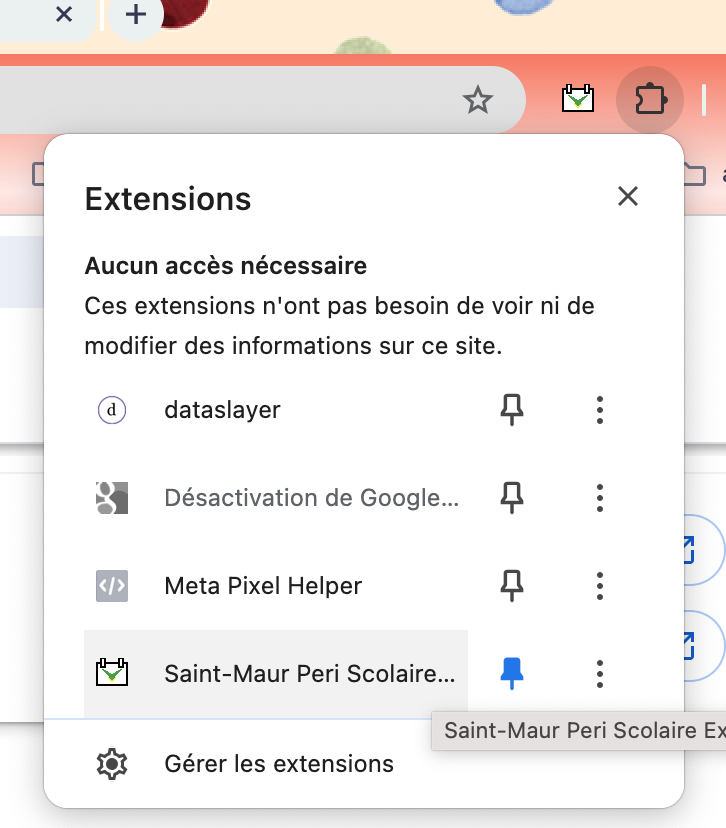 Extensions
Aucun accès nécessaire
Ces extensions n'ont pas besoin de voir ni de
modifier des informations sur ce site.
d dataslayer
Désactivation de Google...
</> Meta Pixel Helper
Saint-Maur Peri Scolaire...
Saint-Maur Peri Scolaire Ex
Gérer les extensions